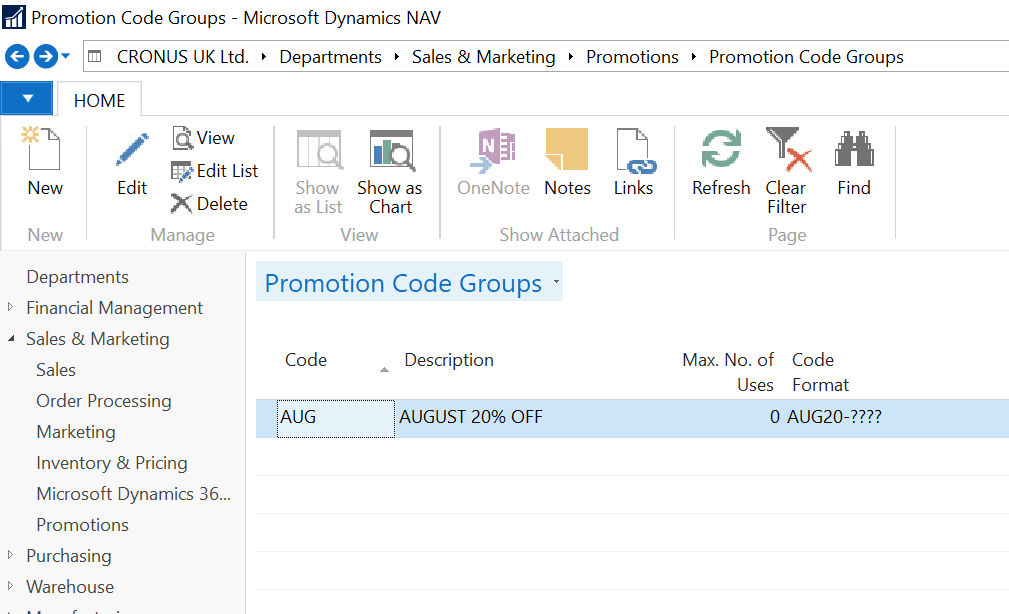 Promotion Code Groups - Microsoft Dynamics NAV
CRONUS UK Ltd. Departments Sales & Marketing Promotions Promotion Code Groups
HOME
New
Edit
View
Edit List
Delete
Show
as List
Show as
Chart
OneNote
Notes
Links
Refresh
Clear
Filter
Find
New
Manage
View
Show Attached
Page
Departments
Financial Management
Sales & Marketing
Sales
Order Processing
Marketing
Inventory & Pricing
Microsoft Dynamics 36...
Promotions
Purchasing
Warehouse
Promotion Code Groups
Code
Description
Max. No. of
Uses
Code
Format
AUG AUGUST 20% OFF 0 AUG20-????